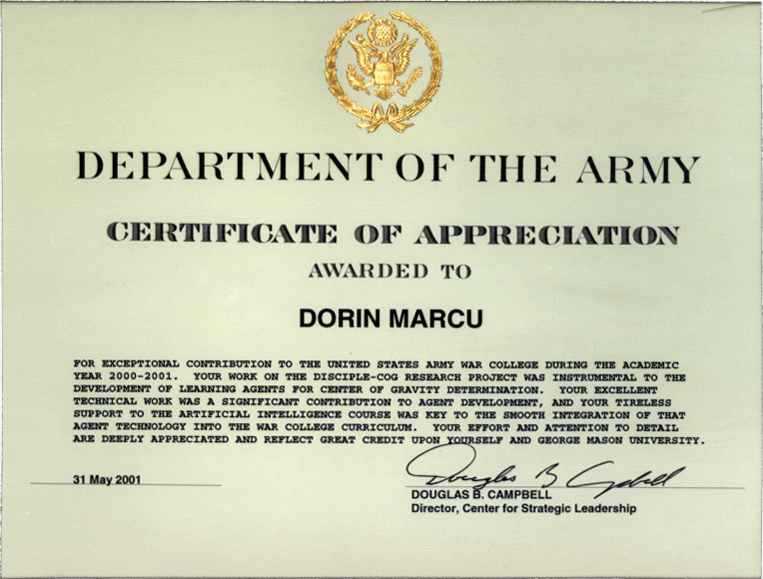 DEPARTMENT OF THE ARMY
CERTIFICATE OF APPRECIATION
AWARDED TO
DORIN MARCU
FOR EXCEPTIONAL CONTRIBUTION TO THE UNITED STATES ARMY WAR COLLEGE DURING THE ACADEMIC
YEAR 2000-2001. YOUR WORK ON THE DISCIPLE-COG RESEARCH PROJECT WAS INSTRUMENTAL TO THE
DEVELOPMENT OF LEARNING AGENTS FOR CENTER OF GRAVITY DETERMINATION. YOUR EXCELLENT
TECHNICAL WORK WAS A SIGNIFICANT CONTRIBUTION TO AGENT DEVELOPMENT, AND YOUR TIRELESS
SUPPORT TO THE ARTIFICIAL INTELLIGENCE COURSE WAS KEY TO THE SMOOTH INTEGRATION OF THAT
AGENT TECHNOLOGY INTO THE WAR COLLEGE CURRICULUM. YOUR EFFORT AND ATTENTION TO DETAIL
ARE DEEPLY APPRECIATED AND REFLECT GREAT CREDIT UPON YOURSELF AND GEORGE MASON UNIVERSITY.
31 May 2001
Douglas B Campbell
DOUGLAS B. CAMPBELL
Director, Center for Strategic Leadership